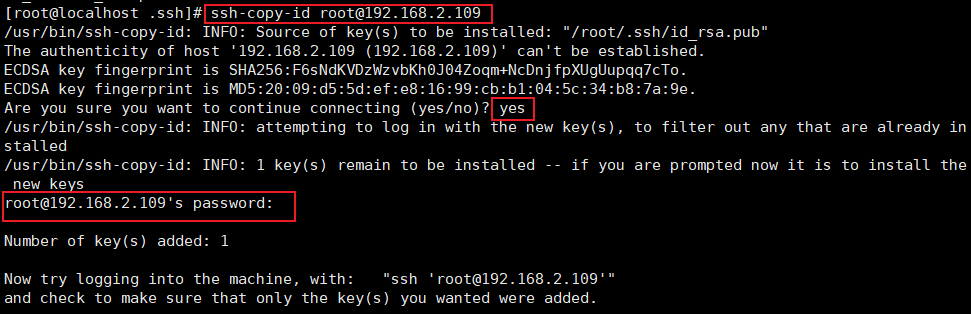 [root@localhost .ssh]# ssh-copy-id root@192.168.2.109
/usr/bin/ssh-copy-id: INFO: Source of key(s) to be installed: "/root/.ssh/id_rsa.pub"
The authenticity of host '192.168.2.109 (192.168.2.109)' can't be established.
ECDSA key fingerprint is SHA256:F6sNdKVDzWzvbKh0J04Zoqm+NcDnjfpXUgUupqq7cTo.
ECDSA key fingerprint is MD5:20:09:d5:5d:ef:e8:16:99:cb:b1:04:5c:34:b8:7a:9e.
Are you sure you want to continue connecting (yes/no)? yes
/usr/bin/ssh-copy-id: INFO: attempting to log in with the new key(s), to filter out any that are already in
stalled
/usr/bin/ssh-copy-id: INFO: 1 key(s) remain to be installed -- if you are prompted now it is to install the
 new keys
root@192.168.2.109's password:
Number of key(s) added: 1
Now try logging into the machine, with:   "ssh 'root@192.168.2.109'"
and check to make sure that only the key(s) you wanted were added.